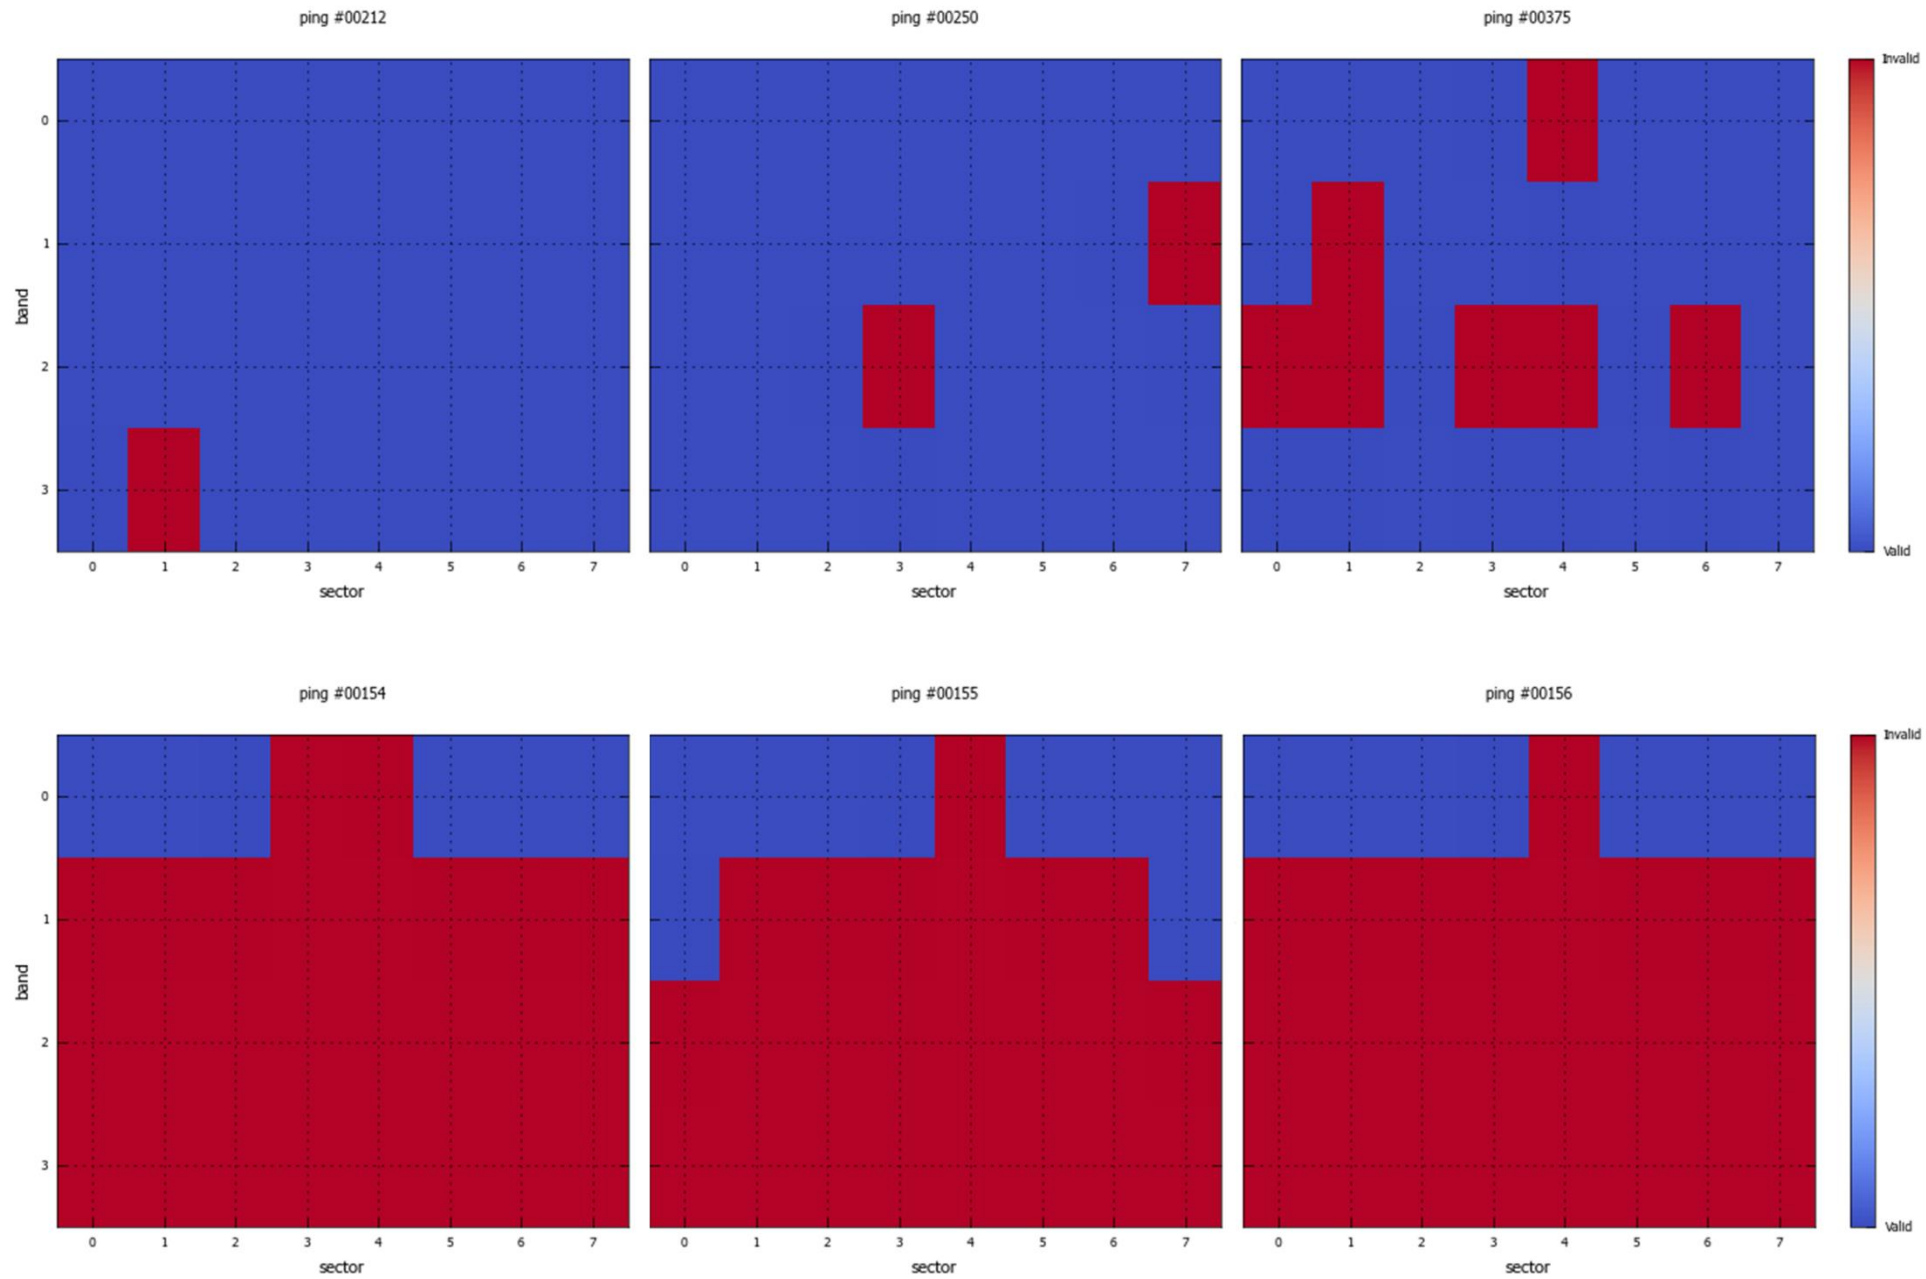 ping #00212 ping #00250 ping #00375
Invalid
0
1
band
2
3
Valid
0 1 2 3 4 5 6 7 0 1 2 3 4 5 6 7 0 1 2 3 4 5 6 7
sector sector sector
ping #00154 ping #00155 ping #00156
Invalid
0
1
band
2
3
Valid
0 1 2 3 4 5 6 7 0 1 2 3 4 5 6 7 0 1 2 3 4 5 6 7
sector sector sector